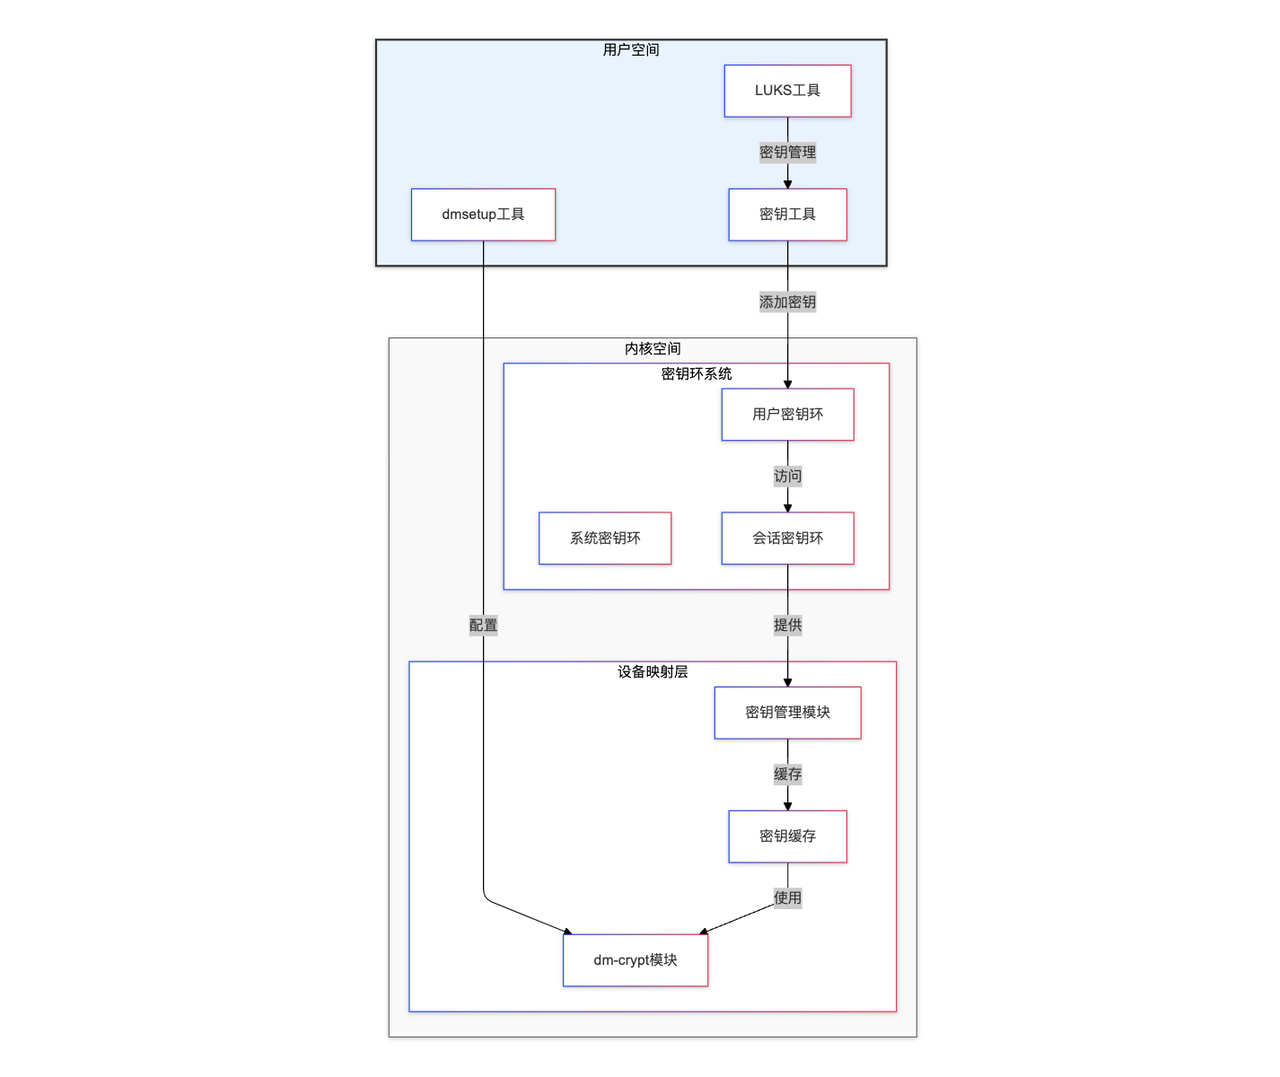 用户空间
LUKS工具
密钥管理
dmsetup工具
密钥工具
添加密钥
内核空间
密钥环系统
用户密钥环
访问
系统密钥环
会话密钥环
配置
提供
设备映射层
密钥管理模块
缓存
密钥缓存
使用
dm-crypt模块